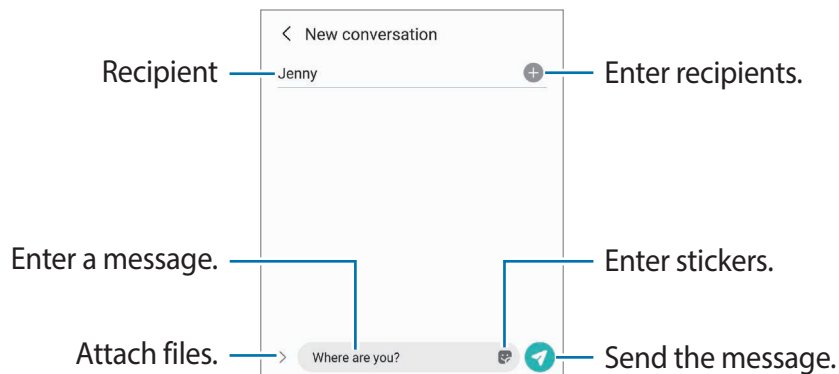 New conversation
Recipient
Jenny
Enter recipients.
Enter a message.
Enter stickers.
Attach files.
Where are you?
Send the message.